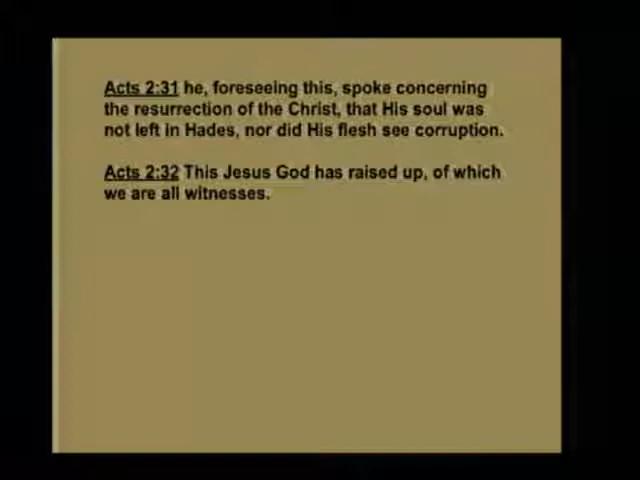 Acts 2:31 he, foreseeing this, spoke concerning
the resurrection of the Christ, that His soul was
not left in Hades, nor did His flesh see corruption.
Acts 2:32 This Jesus God has raised up, of which
we are all witnesses.